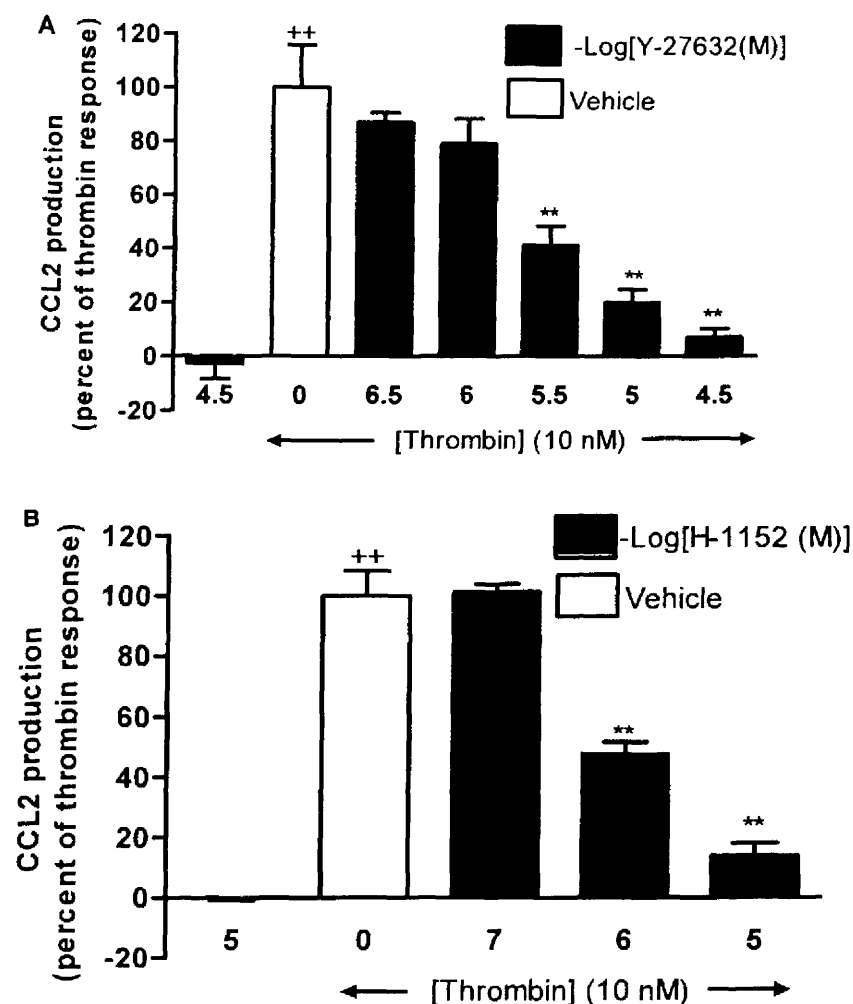 A
++
-Log[Y-27632(M)]
Vehicle
CCL2 production
(percent of thrombin response)
120
100
80
60
40
20
0
-20
**
**
**
4.5 0 6.5 6 5.5 5 4.5
[Thrombin] (10 nM)
B
++
-Log[H-1152 (M)]
Vehicle
CCL2 production
(percent of thrombin response)
120
100
80
60
40
20
0
-20
**
**
5 0 7 6 5
[Thrombin] (10 nM)